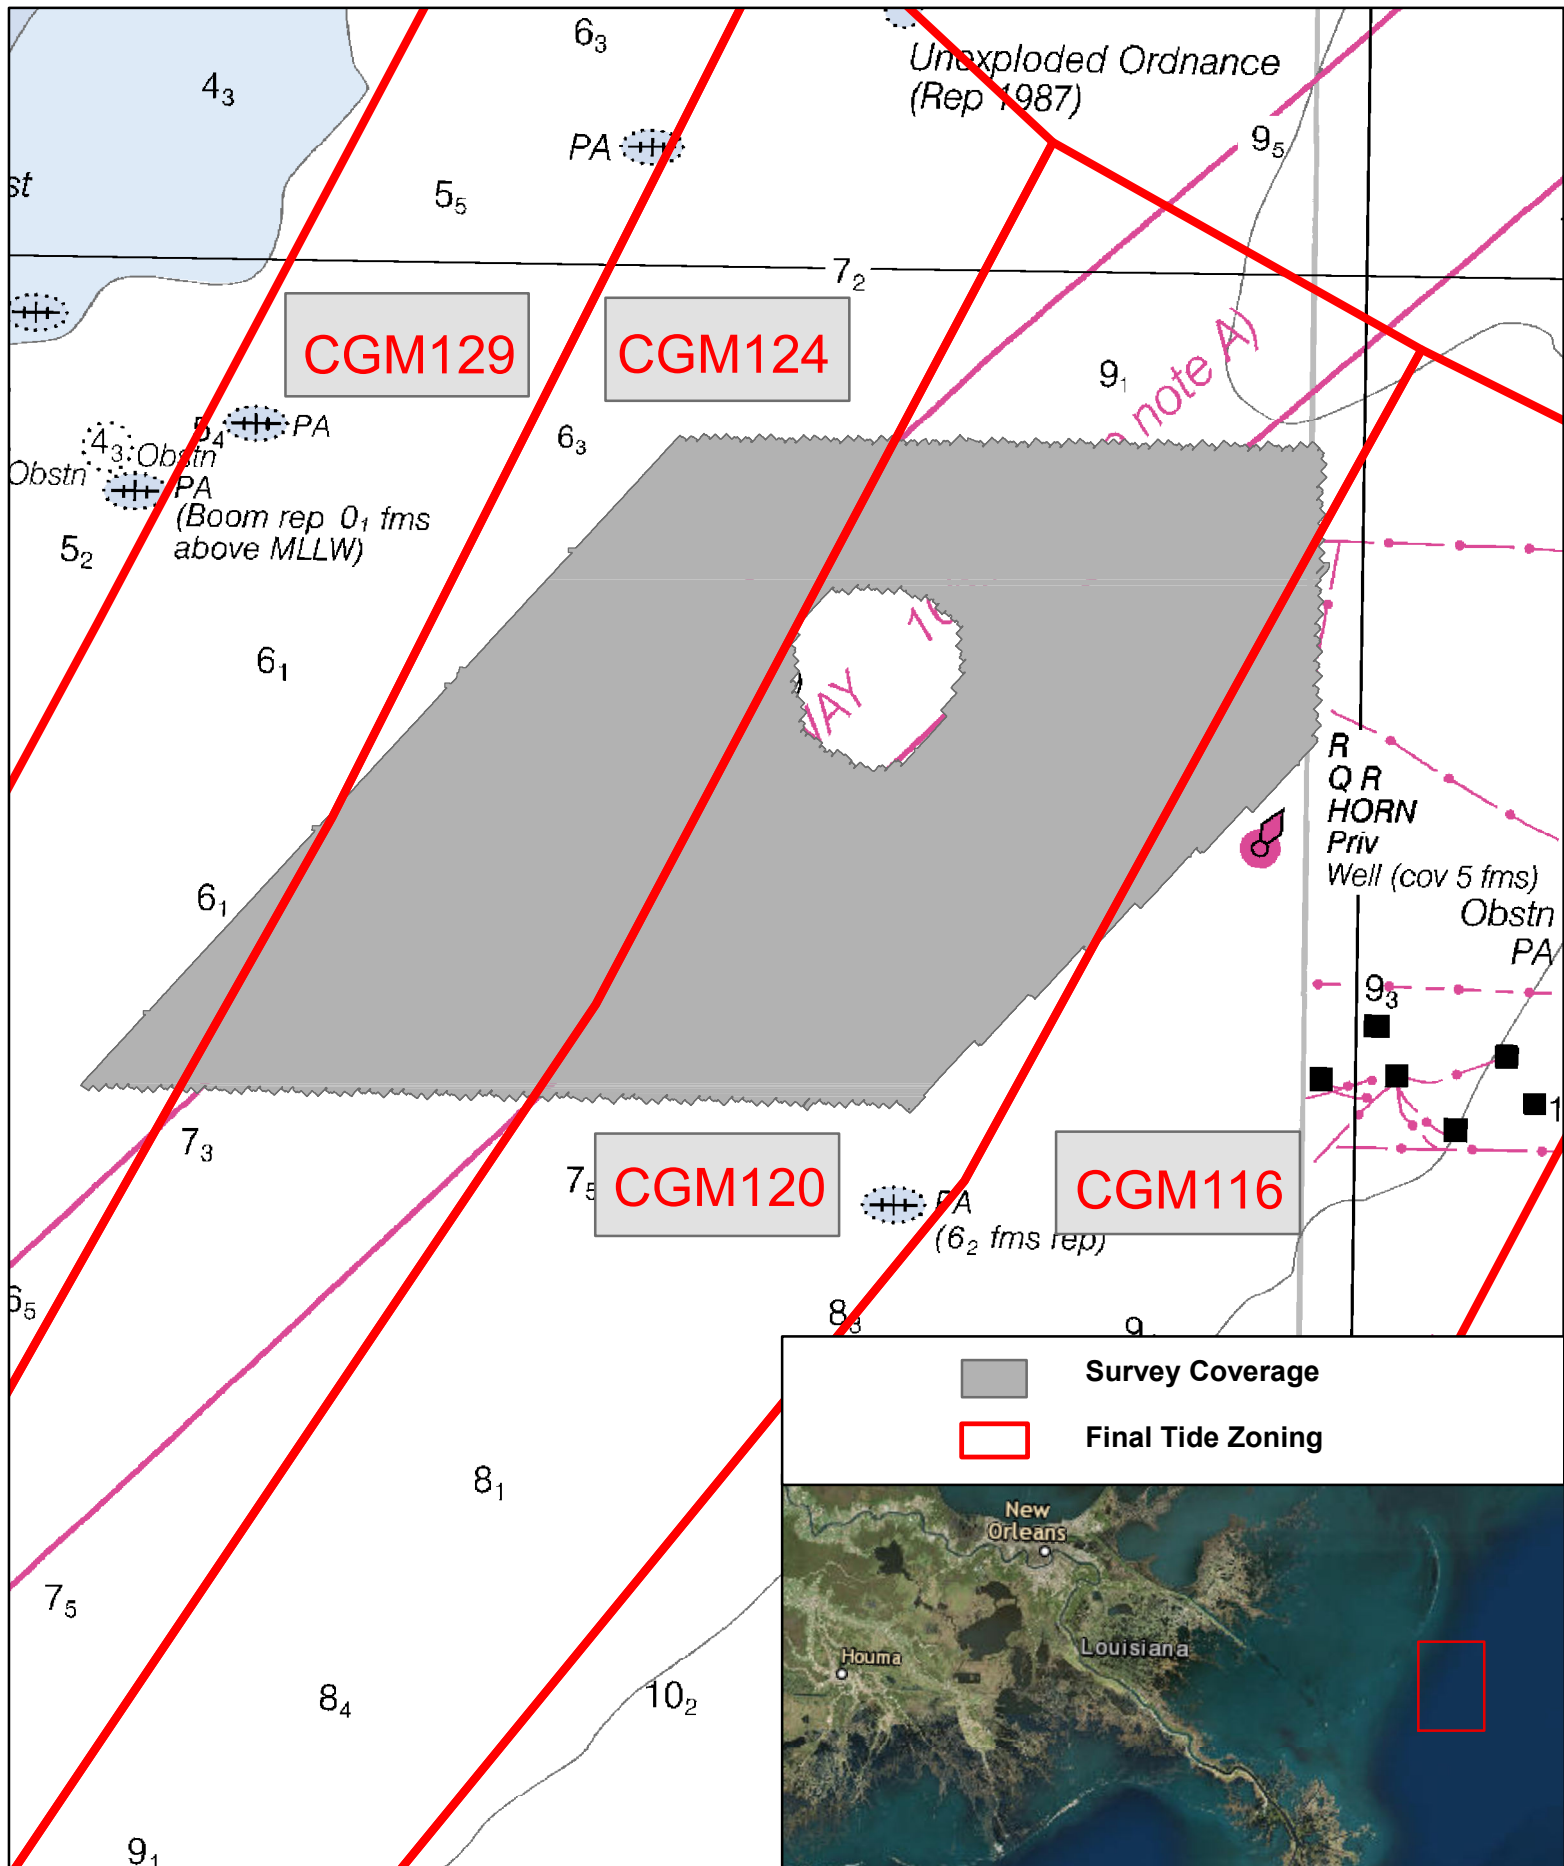 6₃
4₃
Unexploded Ordnance
(Rep 1987)
9₅
PA
st
5₅
7₂
CGM129
CGM124
note A)
9₁
5₄
PA
6₃
4₃
Obstn
Obstn
PA
(Boom rep 0₁ fms
above MLLW)
5₂
6₁
R
Q R
HORN
Priv
Well (cov 5 fms)
6₁
Obstn
PA
9₃
7₃
7₅
CGM120
CGM116
PA
(6₂ fms rep)
6₅
8₃
8₁
7₅
8₄
10₂
9₁
Survey Coverage
Final Tide Zoning
New
Orleans
Louisiana
Houma